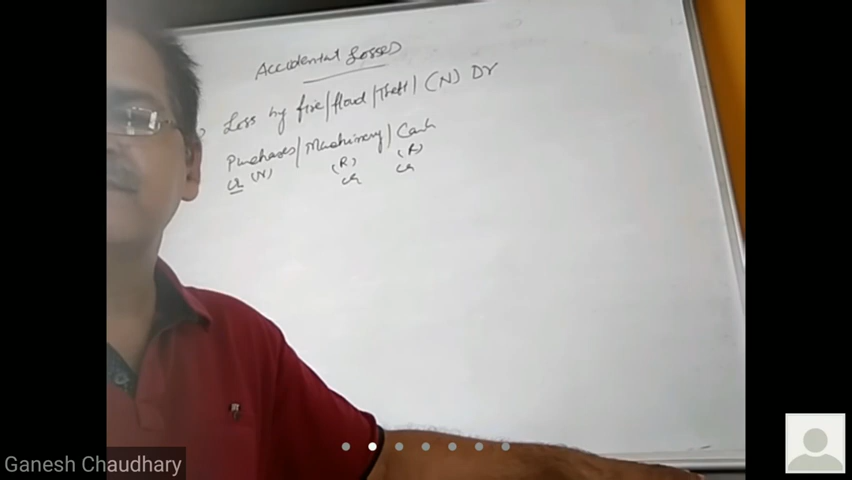 Accidental Losses
Loss by fire/flood/Theft/ (N) Dr
Purchases/Machinery/Cash
Cr (N) (R) (R)
Cr Cr
Ganesh Chaudhary